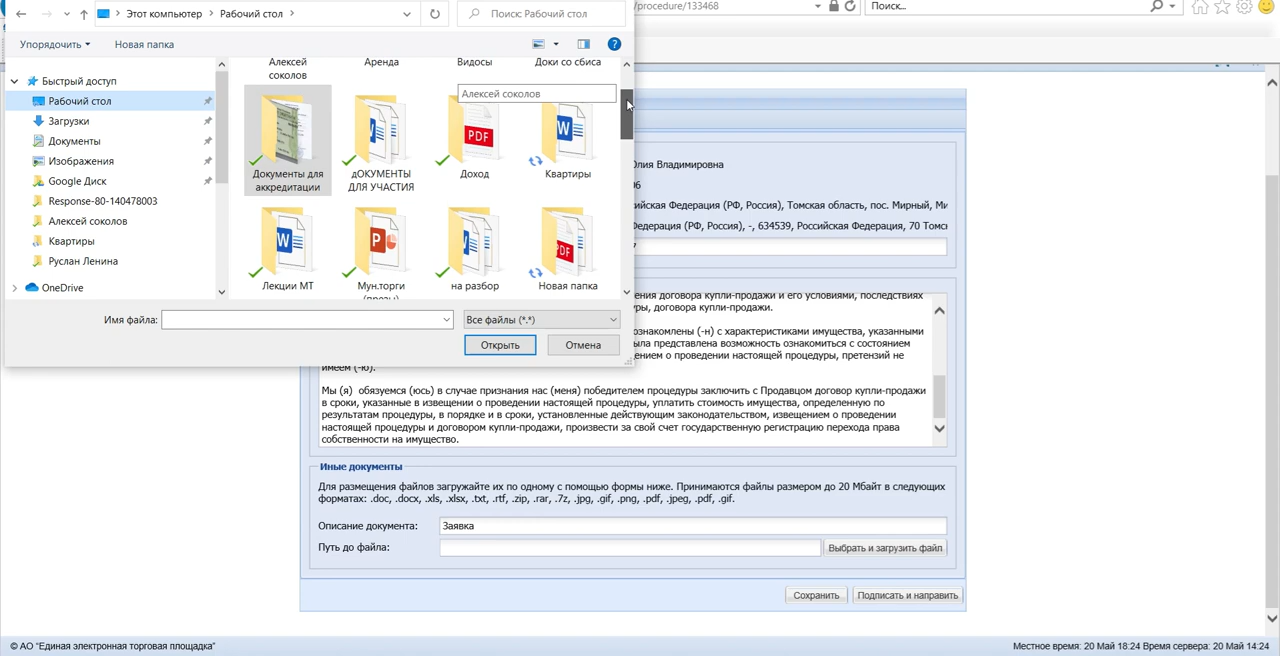 Этот компьютер
Рабочий стол
Поиск: Рабочий стол
/procedure/133468
Поиск...
Упорядочить
Новая папка
Быстрый доступ
Рабочий стол
Загрузки
Документы
Изображения
Google Диск
Response-80-140478003
Алексей соколов
Квартиры
Руслан Ленина
OneDrive
Алексей
соколов
Аренда
Видосы
Доки со сбиса
Алексей соколов
Документы для
аккредитации
дОКУМЕНТЫ
ДЛЯ УЧАСТИЯ
Доход
Квартиры
Лекции МТ
Мун.торги
(презы)
на разбор
Новая папка
Имя файла:
Все файлы (*.*)
Открыть
Отмена
Юлия Владимировна
ийская Федерация (РФ, Россия), Томская область, пос. Мирный, Ми
Федерация (РФ, Россия), -, 634539, Российская Федерация, 70 Томс
ения договора купли-продажи и его условиями, последствиях
ры, договора купли-продажи.
ознакомлены (-н) с характеристиками имущества, указанными
ыла представлена возможность ознакомиться с состоянием
ением о проведении настоящей процедуры, претензий не
имеем (-ю).
Мы (я) обязуемся (юсь) в случае признания нас (меня) победителем процедуры заключить с Продавцом договор купли-продажи
в сроки, указанные в извещении о проведении настоящей процедуры, уплатить стоимость имущества, определенную по
результатам процедуры, в порядке и в сроки, установленные действующим законодательством, извещением о проведении
настоящей процедуры и договором купли-продажи, произвести за свой счет государственную регистрацию перехода права
собственности на имущество.
Иные документы
Для размещения файлов загружайте их по одному с помощью формы ниже. Принимаются файлы размером до 20 Мбайт в следующих
форматах: .doc, .docx, .xls, .xlsx, .txt, .rtf, .zip, .rar, .7z, .jpg, .gif, .png, .pdf, .jpeg, .pdf, .gif.
Описание документа:
Заявка
Путь до файла:
Выбрать и загрузить файл
Сохранить
Подписать и направить
© АО "Единая электронная торговая площадка"
Местное время: 20 Май 18:24 Время сервера: 20 Май 14:24